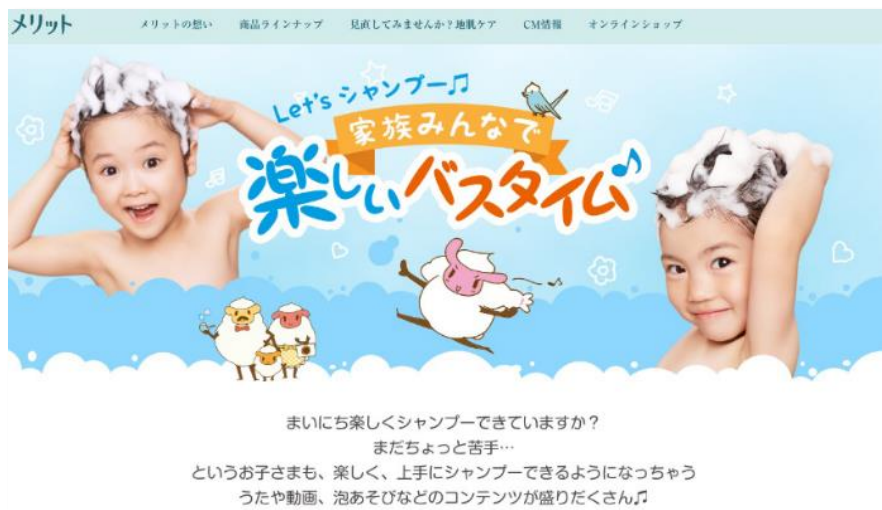 メリット
メリットの想い 商品ラインナップ 見直してみませんか?地肌ケア CM情報 オンラインショップ
Let's シャンプー♫
家族みんなで
楽しいバスタイム♪
まいにち楽しくシャンプーできていますか?
まだちょっと苦手…
というお子さまも、楽しく、上手にシャンプーできるようになっちゃう
うたや動画、泡あそびなどのコンテンツが盛りだくさん♫